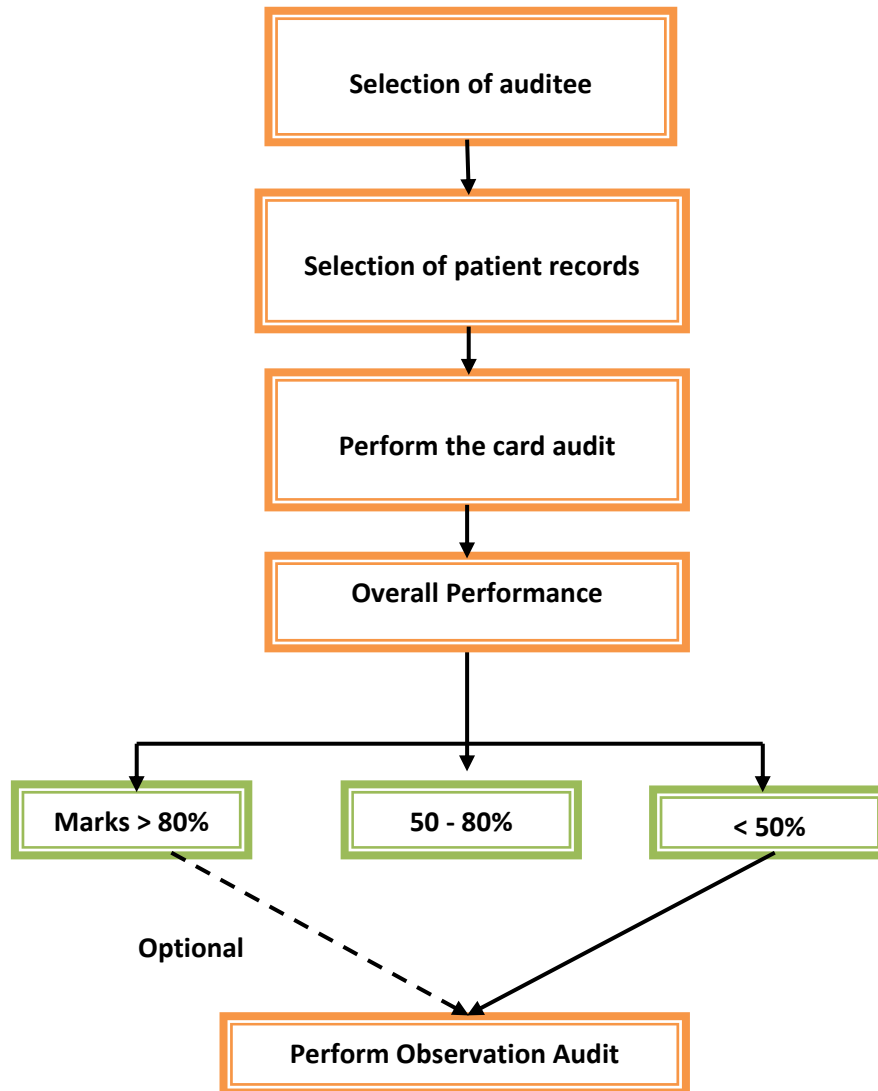 Selection of auditee
Selection of patient records
Perform the card audit
Overall Performance
Marks > 80%
50 - 80%
< 50%
Optional
Perform Observation Audit